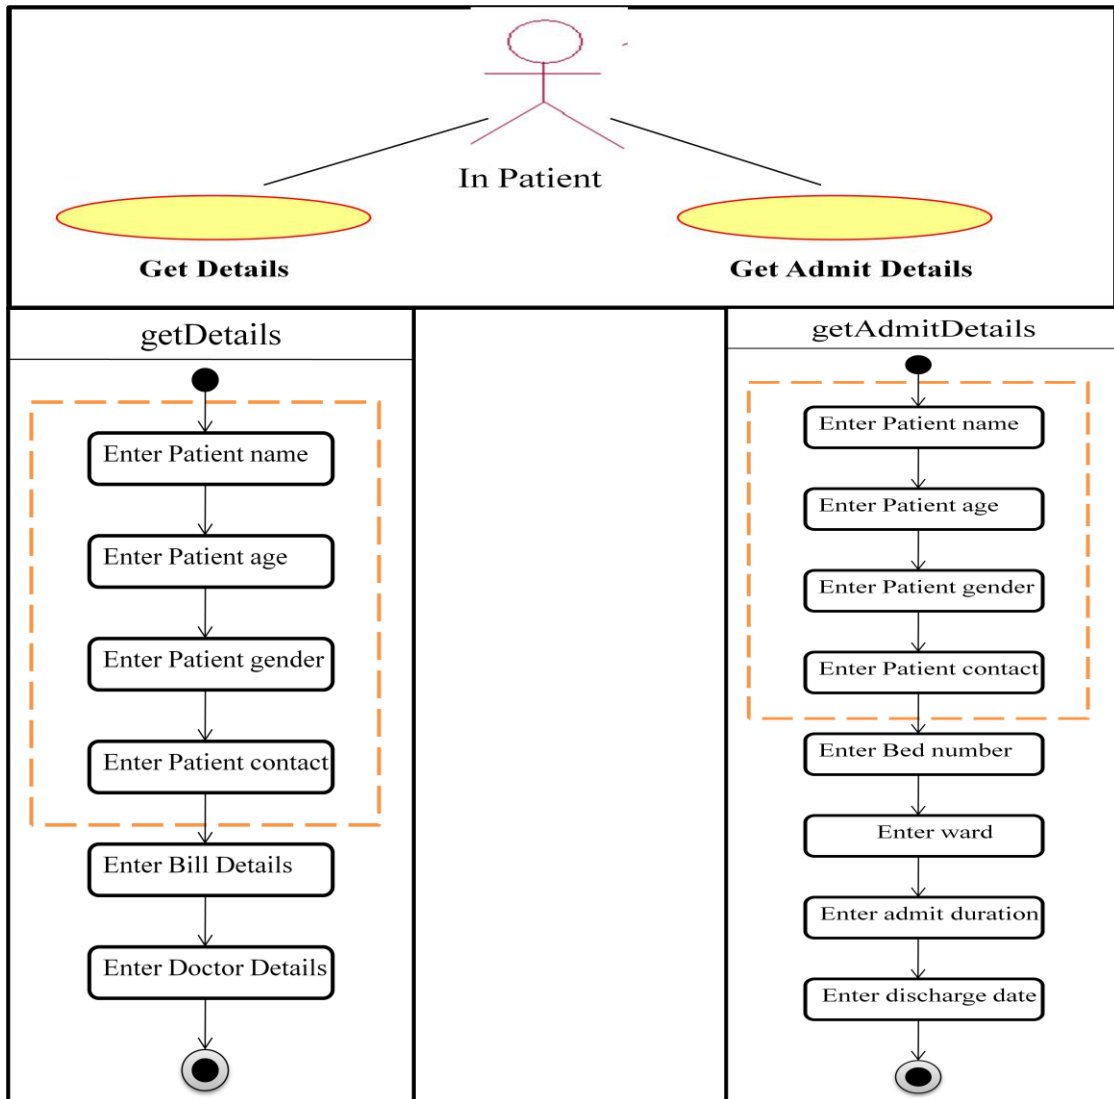 In Patient
Get Details
Get Admit Details
getDetails
Enter Patient name
Enter Patient age
Enter Patient gender
Enter Patient contact
Enter Bill Details
Enter Doctor Details
getAdmitDetails
Enter Patient name
Enter Patient age
Enter Patient gender
Enter Patient contact
Enter Bed number
Enter ward
Enter admit duration
Enter discharge date